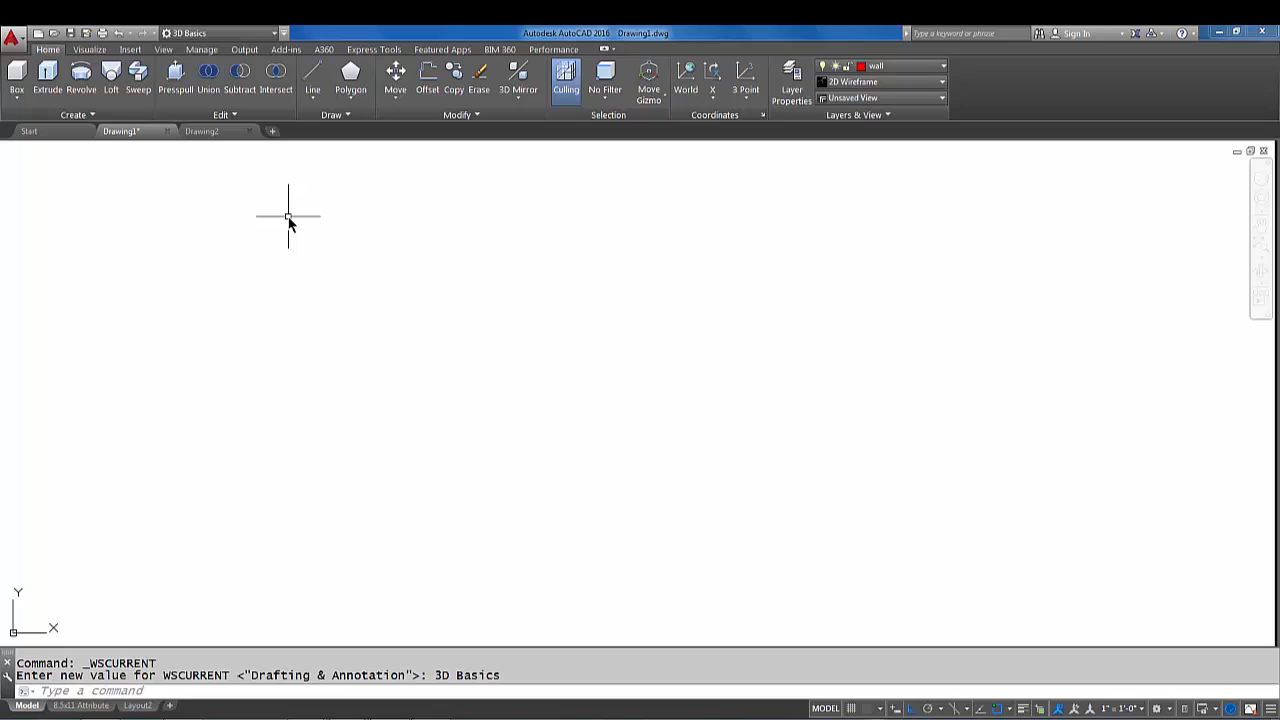 3D Basics
Autodesk AutoCAD 2016 Drawing1.dwg
Type a keyword or phrase
Sign In
Home Visualize Insert View Manage Output Add-ins A360 Express Tools Featured Apps BIM 360 Performance
wall
2D Wireframe
Unsaved View
Box Extrude Revolve Loft Sweep Presspull Union Subtract Intersect Line Polygon Move Offset Copy Erase 3D Mirror Culling No Filter Move Gizmo World X 3 Point Layer Properties
Create Edit Draw Modify Selection Coordinates Layers & View
Start Drawing1* Drawing2
Y
X
Command: _WSCURRENT
Enter new value for WSCURRENT <"Drafting & Annotation">: 3D Basics
Type a command
Model 8.5x11 Attribute Layout2
MODEL 1" = 1'-0"